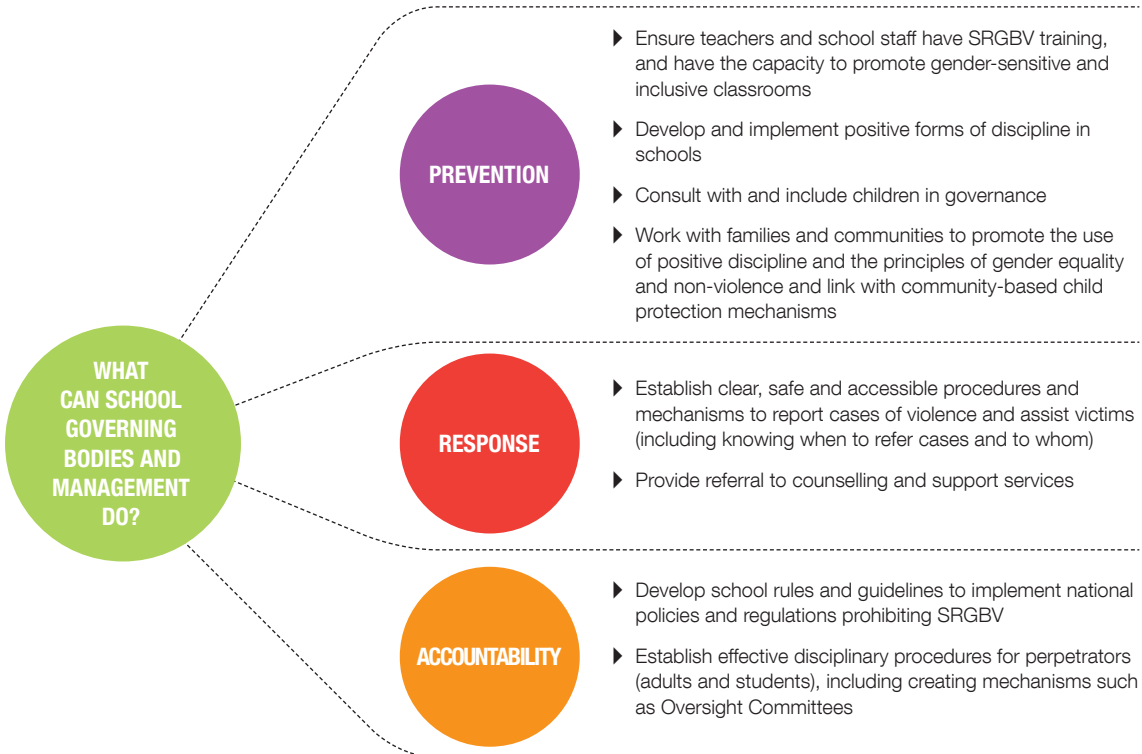 WHAT
CAN SCHOOL
GOVERNING
BODIES AND
MANAGEMENT
DO?
PREVENTION
▶ Ensure teachers and school staff have SRGBV training,
and have the capacity to promote gender-sensitive and
inclusive classrooms
▶ Develop and implement positive forms of discipline in
schools
▶ Consult with and include children in governance
▶ Work with families and communities to promote the use
of positive discipline and the principles of gender equality
and non-violence and link with community-based child
protection mechanisms
RESPONSE
▶ Establish clear, safe and accessible procedures and
mechanisms to report cases of violence and assist victims
(including knowing when to refer cases and to whom)
▶ Provide referral to counselling and support services
ACCOUNTABILITY
▶ Develop school rules and guidelines to implement national
policies and regulations prohibiting SRGBV
▶ Establish effective disciplinary procedures for perpetrators
(adults and students), including creating mechanisms such
as Oversight Committees